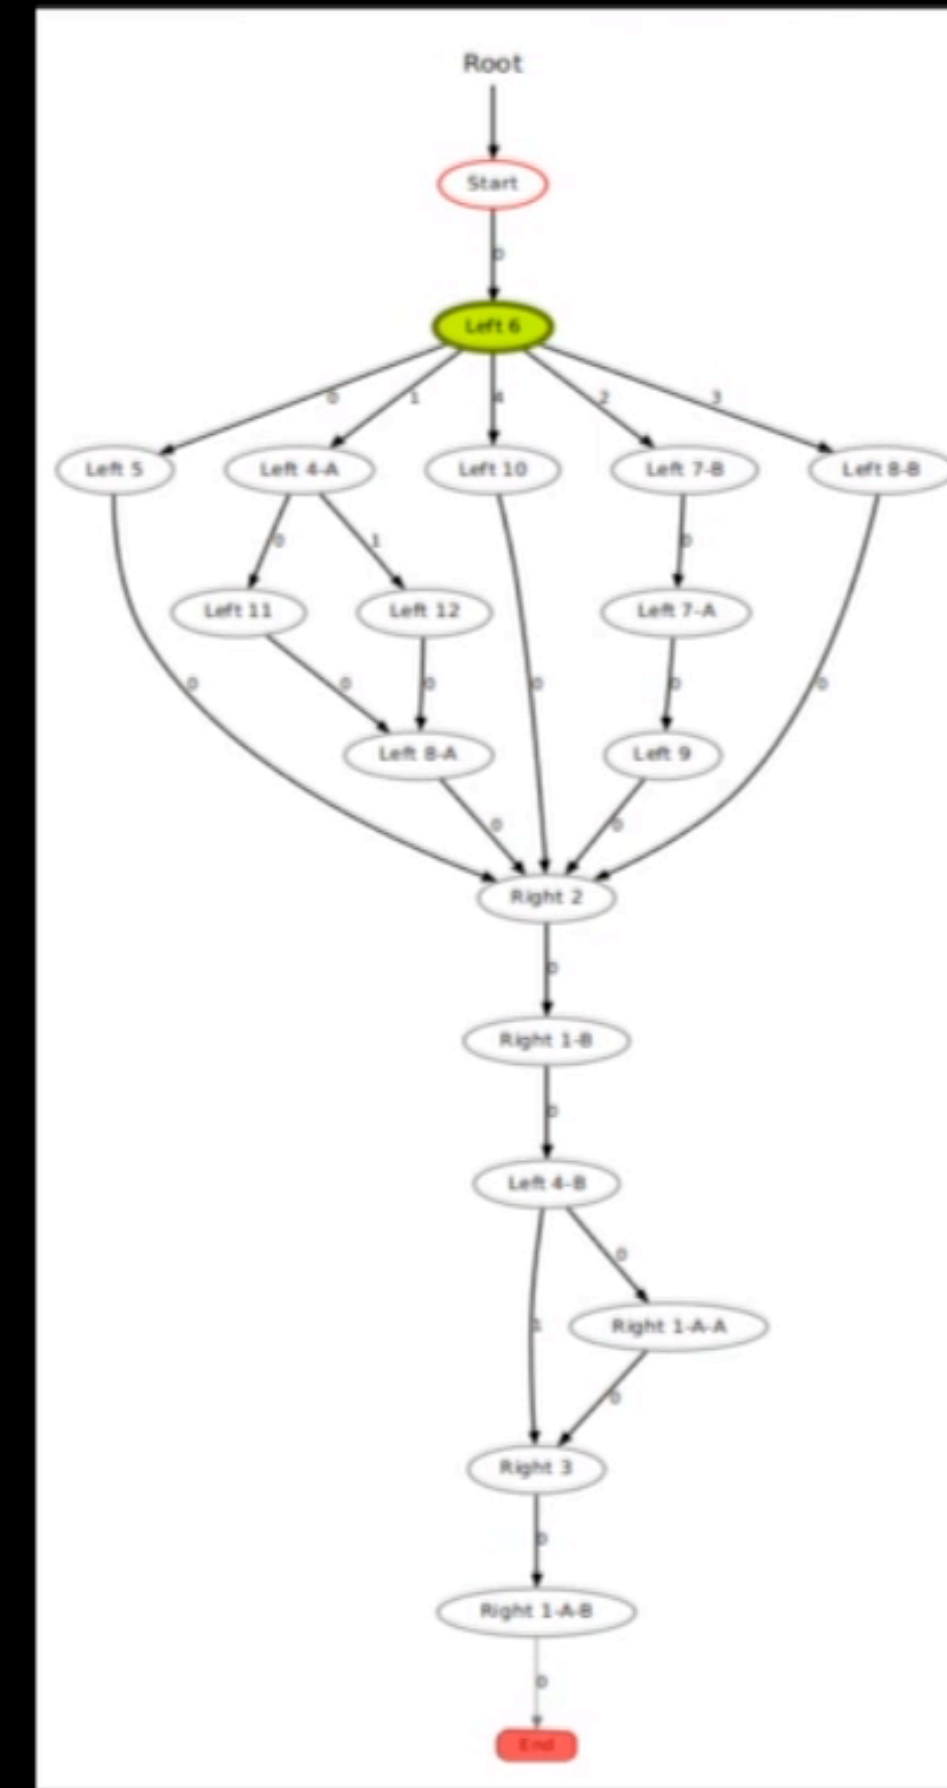 Root
Start
0
Left 6
0 1 4 2 3
Left 5 Left 4-A Left 10 Left 7-B Left 8-B
0 1 0
Left 11 Left 12 Left 7-A
0 0 0 0 0 0
Left 8-A Left 9
0 0
Right 2
0
Right 1-B
0
Left 4-B
0
1 Right 1-A-A
0
Right 3
0
Right 1-A-B
0
End